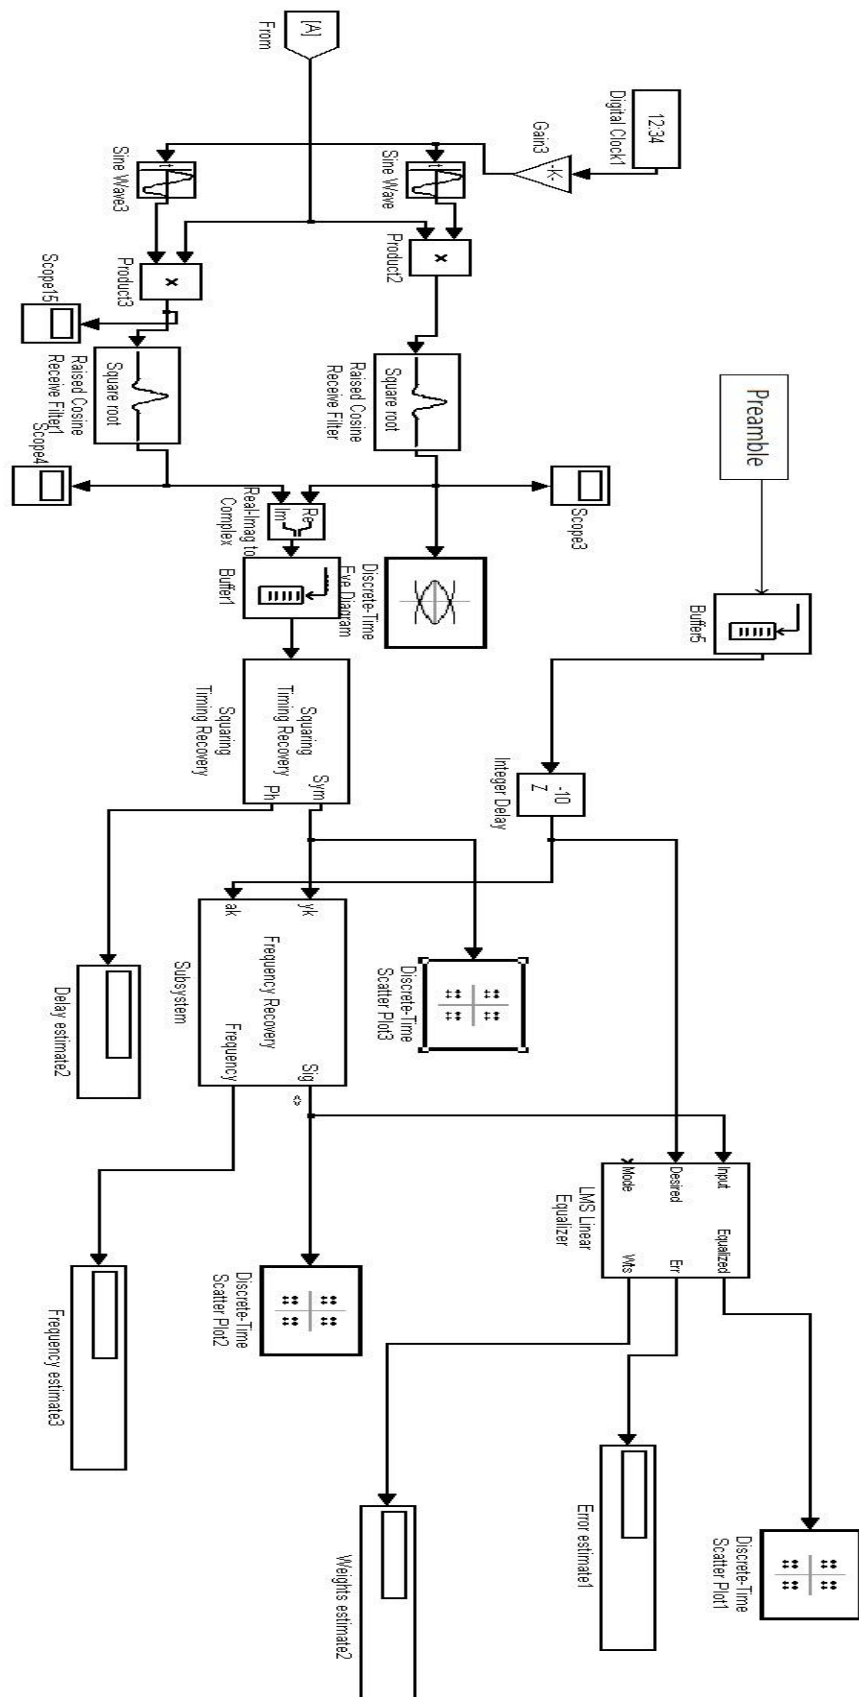 [A]
From
12:34
Digital Clock1
-K-
Gain3
t
Sine Wave
t
Sine Wave3
x
Product2
x
Product3
Scope15
Square root
Raised Cosine
Receive Filter
Square root
Raised Cosine
Receive Filter1
Scope4
Scope3
Re
Im
Real-Imag to
Complex
Discrete-Time
Eye Diagram
Buffer1
Preamble
Buffer5
-10
Z
Integer Delay
Squaring
Timing Recovery
Sym
Ph
Squaring
Timing Recovery
yk
ak
Frequency Recovery
Sig
Frequency
Subsystem
<>
Discrete-Time
Scatter Plot3
Delay estimate2
Input
Desired
Mode
Equalized
Err
Wts
LMS Linear
Equalizer
Discrete-Time
Scatter Plot2
Frequency estimate3
Discrete-Time
Scatter Plot1
Error estimate1
Weights estimate2